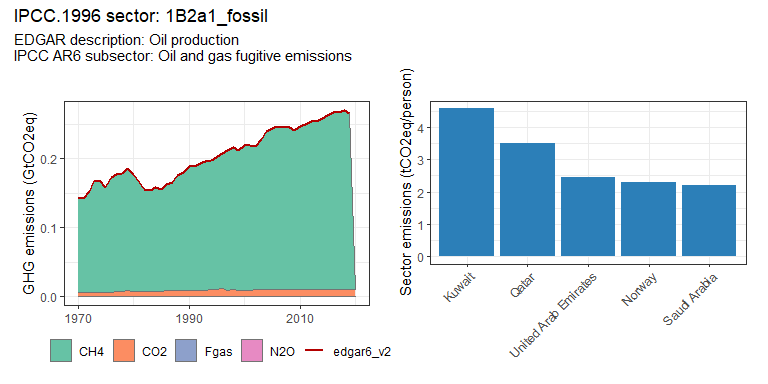 IPCC.1996 sector: 1B2a1_fossil
EDGAR description: Oil production
IPCC AR6 subsector: Oil and gas fugitive emissions
GHG emissions (GtCO2eq)
0.2
0.1
0.0
1970
1990
2010
CH4
CO2
Fgas
N2O
edgar6_v2
Sector emissions (tCO2eq/person)
4
3
2
1
0
Kuwait
Qatar
United Arab Emirates
Norway
Saudi Arabia